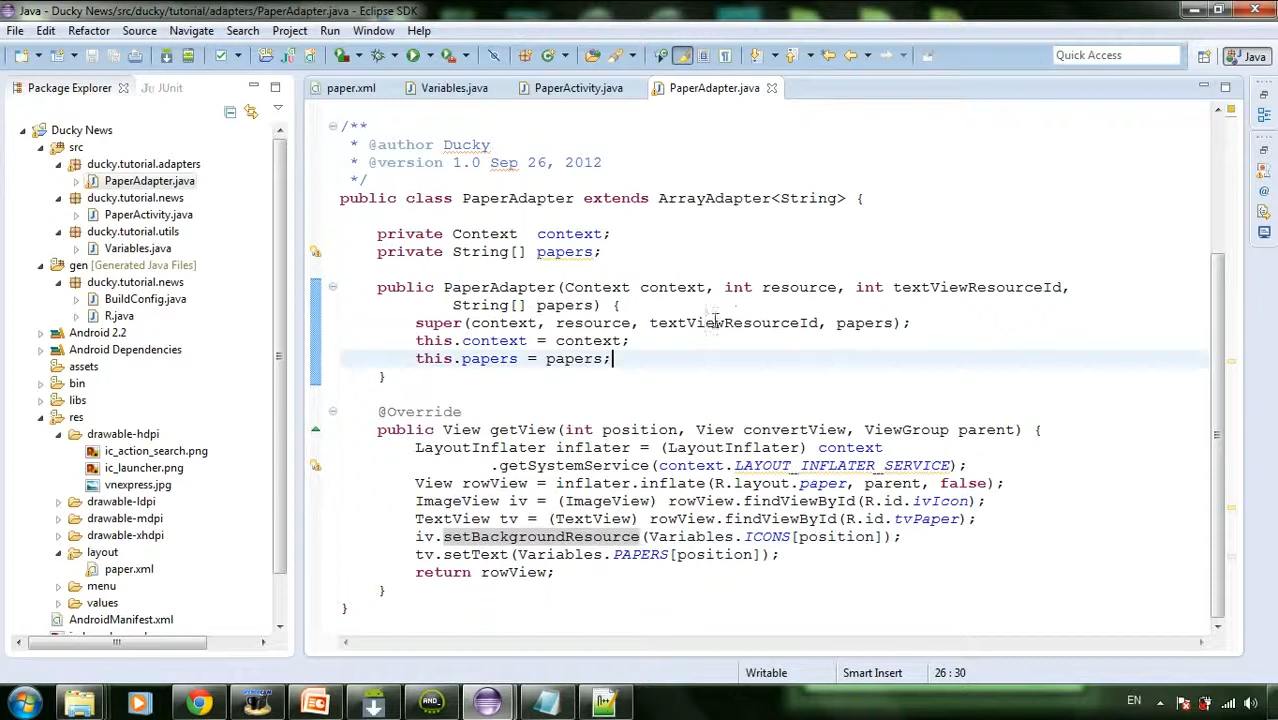 Java - Ducky News/src/ducky/tutorial/adapters/PaperAdapter.java - Eclipse SDK
File Edit Refactor Source Navigate Search Project Run Window Help
Quick Access
Java
Package Explorer
JUnit
paper.xml
Variables.java
PaperActivity.java
PaperAdapter.java
Ducky News
src
ducky.tutorial.adapters
PaperAdapter.java
ducky.tutorial.news
PaperActivity.java
ducky.tutorial.utils
Variables.java
gen [Generated Java Files]
ducky.tutorial.news
BuildConfig.java
R.java
Android 2.2
Android Dependencies
assets
bin
libs
res
drawable-hdpi
ic_action_search.png
ic_launcher.png
vnexpress.jpg
drawable-ldpi
drawable-mdpi
drawable-xhdpi
layout
paper.xml
menu
values
AndroidManifest.xml
/**
* @author Ducky
* @version 1.0 Sep 26, 2012
*/
public class PaperAdapter extends ArrayAdapter<String> {
private Context  context;
private String[] papers;
public PaperAdapter(Context context, int resource, int textViewResourceId,
String[] papers) {
super(context, resource, textViewResourceId, papers);
this.context = context;
this.papers = papers;
}
@Override
public View getView(int position, View convertView, ViewGroup parent) {
LayoutInflater inflater = (LayoutInflater) context
.getSystemService(context.LAYOUT_INFLATER_SERVICE);
View rowView = inflater.inflate(R.layout.paper, parent, false);
ImageView iv = (ImageView) rowView.findViewById(R.id.ivIcon);
TextView tv = (TextView) rowView.findViewById(R.id.tvPaper);
iv.setBackgroundResource(Variables.ICONS[position]);
tv.setText(Variables.PAPERS[position]);
return rowView;
}
}
Writable
Smart Insert
26 : 30
EN